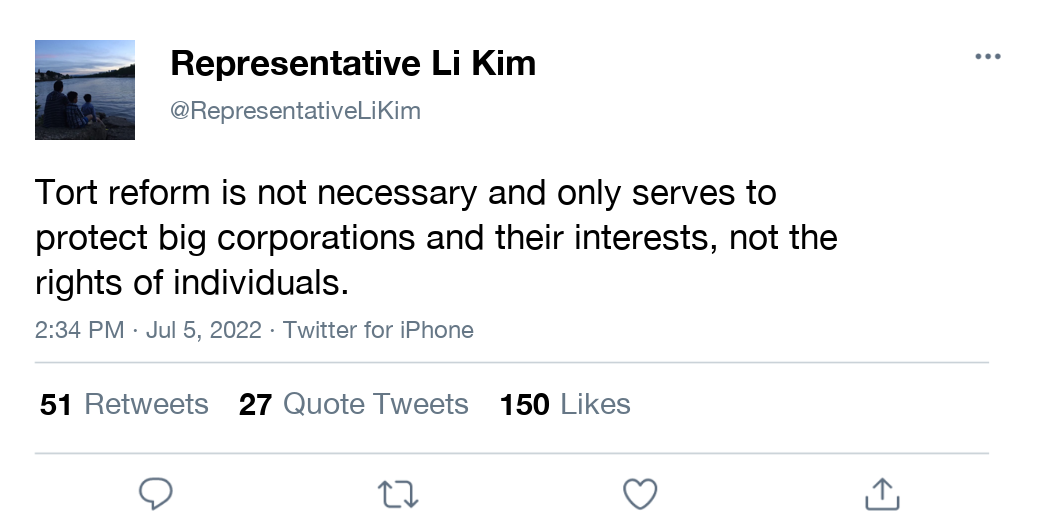 Representative Li Kim
@RepresentativeLiKim
Tort reform is not necessary and only serves to
protect big corporations and their interests, not the
rights of individuals.
2:34 PM · Jul 5, 2022 · Twitter for iPhone
51 Retweets 27 Quote Tweets 150 Likes